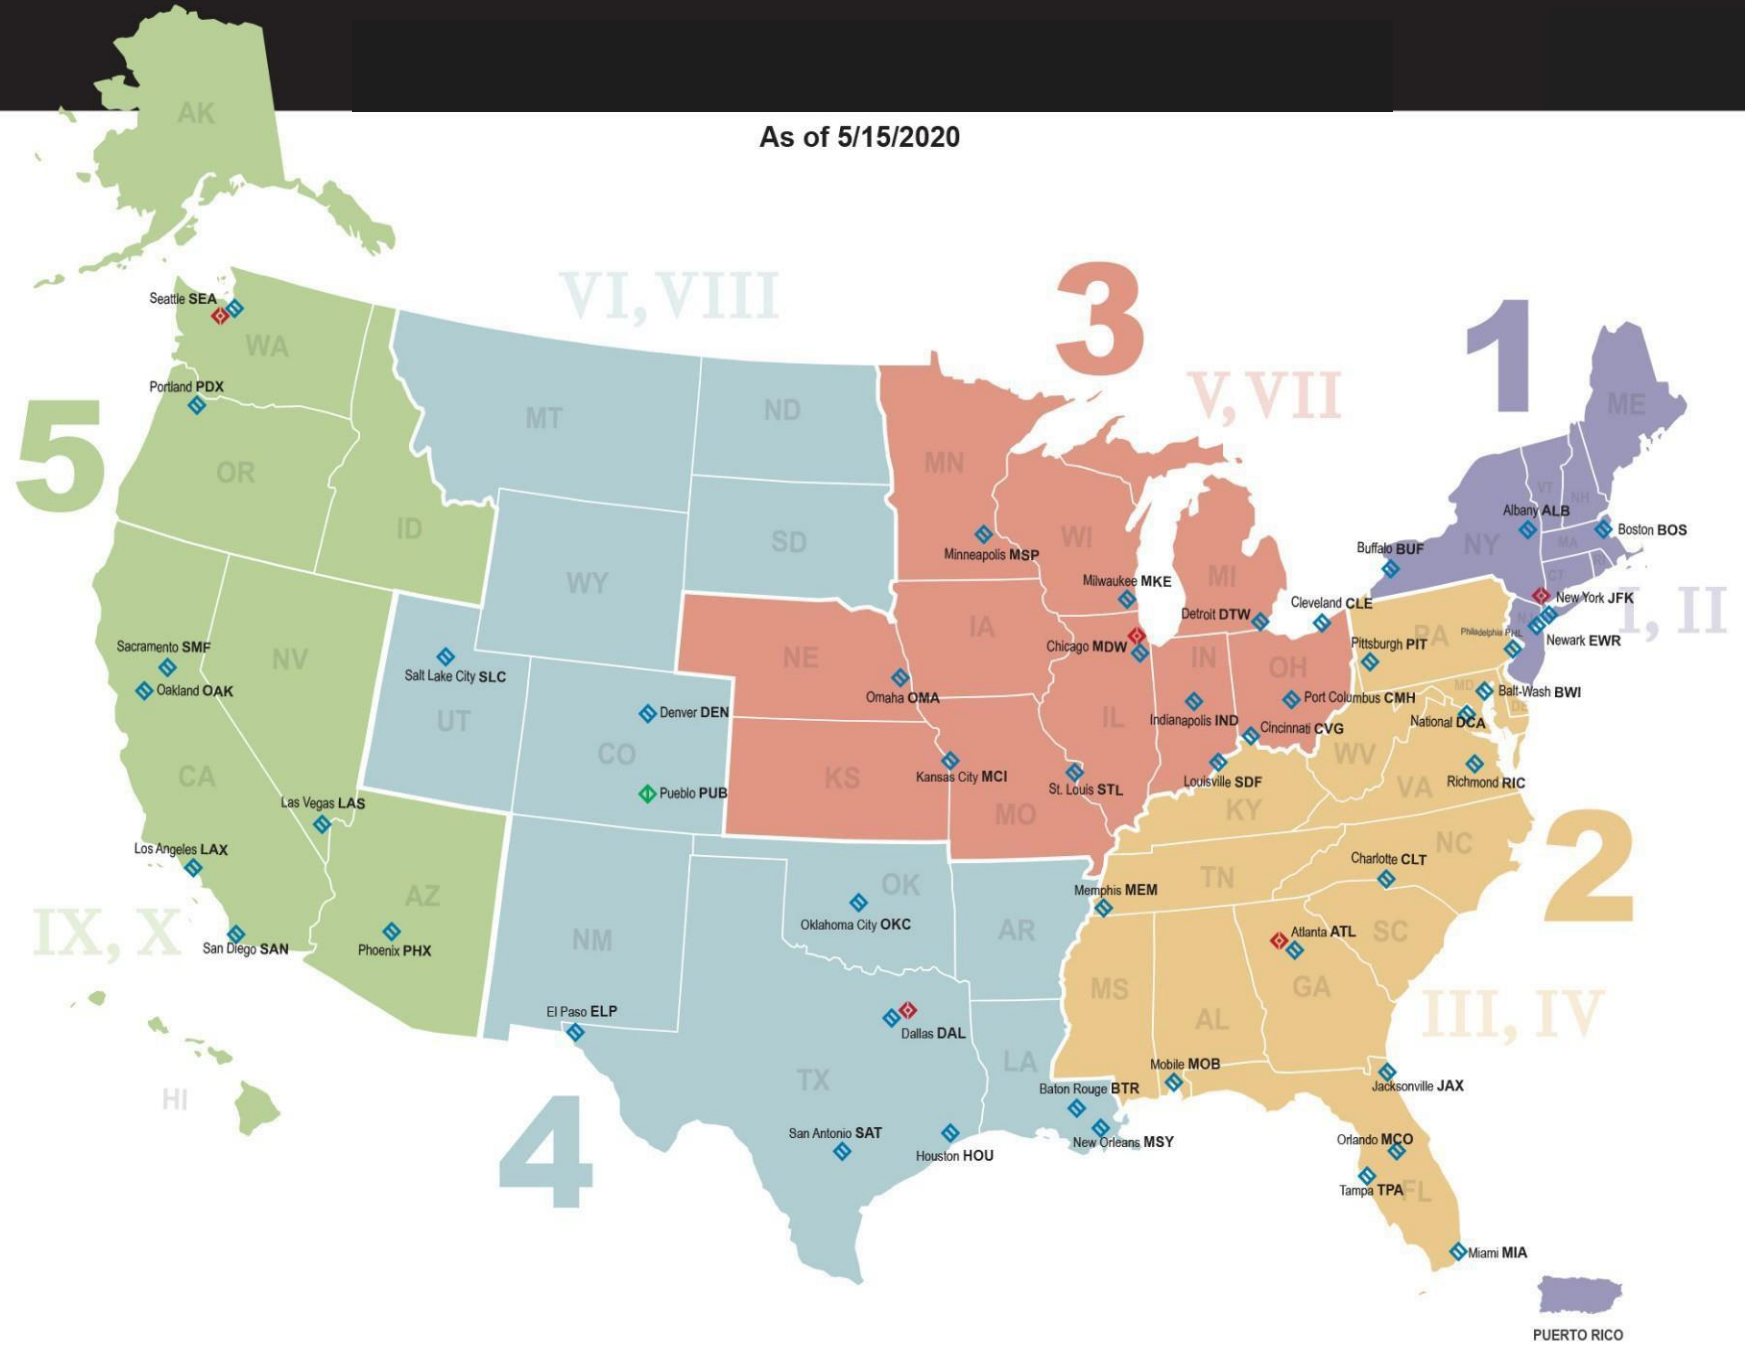 As of 5/15/2020
AK
VI, VIII
3
1
V, VII
Seattle SEA
WA
Portland PDX
5
OR
ID
MT
ND
SD
WY
MN
Minneapolis MSP
WI
Milwaukee MKE
MI
Detroit DTW
Cleveland CLE
Buffalo BUF
NY
Albany ALB
VT
NH
ME
Boston BOS
MA
CT
RI
New York JFK
I, II
NJ
Newark EWR
Philadelphia PHL
PA
Pittsburgh PIT
Sacramento SMF
Oakland OAK
NV
CA
Salt Lake City SLC
UT
Denver DEN
CO
Pueblo PUB
NE
Omaha OMA
IA
Chicago MDW
IL
IN
Indianapolis IND
OH
Port Columbus CMH
Cincinnati CVG
MD
Balt-Wash BWI
DE
National DCA
WV
VA
Richmond RIC
KS
Kansas City MCI
MO
St. Louis STL
Louisville SDF
KY
2
Las Vegas LAS
Los Angeles LAX
San Diego SAN
AZ
Phoenix PHX
IX, X
NM
El Paso ELP
OK
Oklahoma City OKC
AR
Memphis MEM
TN
NC
Charlotte CLT
SC
Atlanta ATL
GA
III, IV
MS
AL
Mobile MOB
Dallas DAL
TX
LA
Baton Rouge BTR
New Orleans MSY
San Antonio SAT
Houston HOU
4
HI
Jacksonville JAX
Orlando MCO
Tampa TPA
FL
Miami MIA
PUERTO RICO